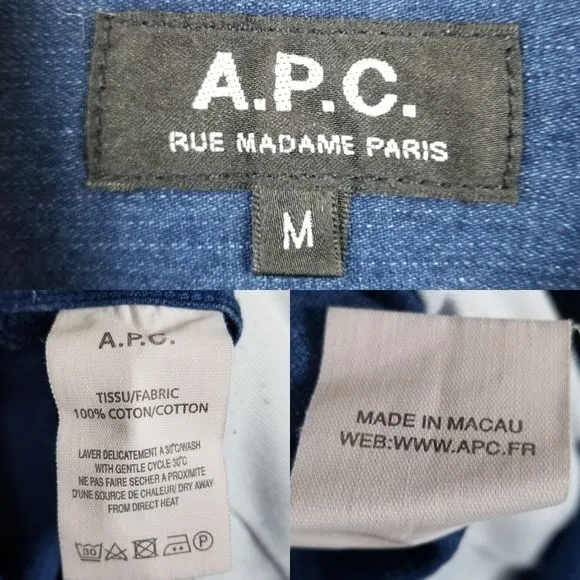 A.P.C.
RUE MADAME PARIS
M
A.P.C.
TISSU/FABRIC
100% COTON/COTTON
LAVER DELICATEMENT A 30°C/WASH
WITH GENTLE CYCLE 30°C
NE PAS FAIRE SECHER A PROXIMITE
D'UNE SOURCE DE CHALEUR/ DRY AWAY
FROM DIRECT HEAT
30 P
MADE IN MACAU
WEB:WWW.APC.FR